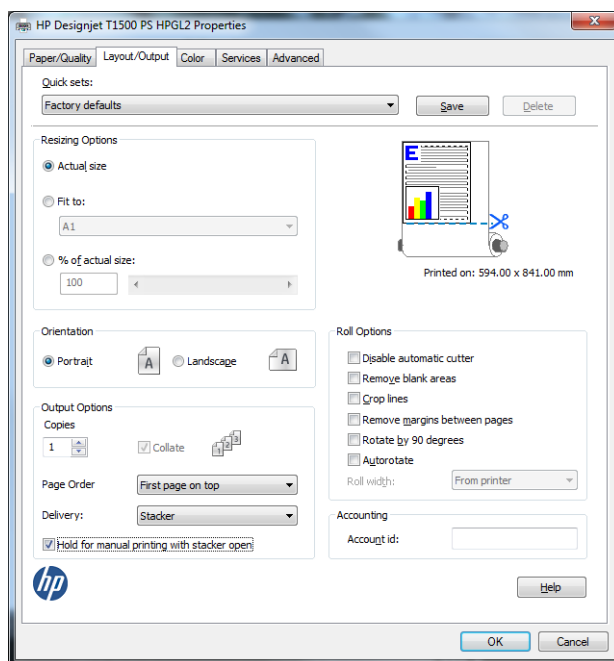 HP Designjet T1500 PS HPGL2 Properties
Paper/Quality Layout/Output Color Services Advanced
Quick sets:
Factory defaults Save Delete
Resizing Options
Actual size
Fit to:
A1
% of actual size:
100
E
Printed on: 594.00 x 841.00 mm
Orientation
Portrait A Landscape A
Roll Options
Disable automatic cutter
Remove blank areas
Crop lines
Remove margins between pages
Rotate by 90 degrees
Autorotate
Roll width: From printer
Output Options
Copies
1 Collate 1 2 3
Page Order First page on top
Delivery: Stacker
Hold for manual printing with stacker open
Accounting
Account id:
hp
Help
OK Cancel